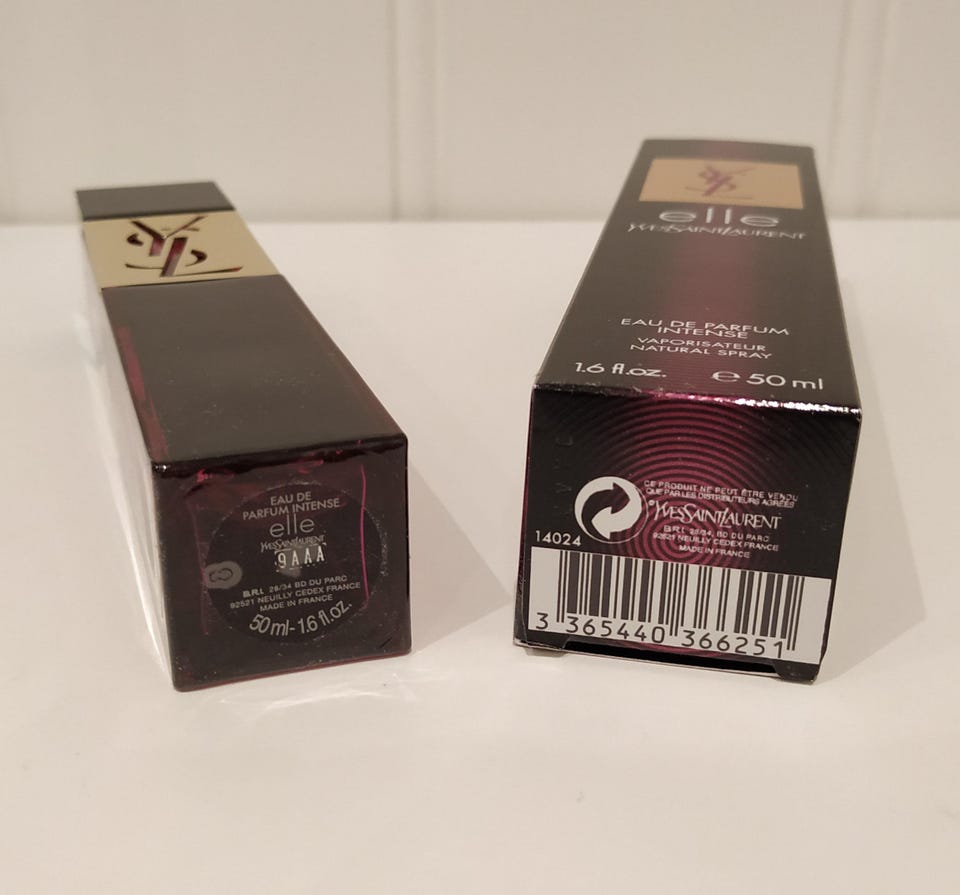 EAU DE
PARFUM INTENSE
elle
YVESSAINTLAURENT
9AAA
B.R.I. 28/34 BD DU PARC
92521 NEUILLY CEDEX FRANCE
MADE IN FRANCE
50 ml - 1.6 fl.oz.
elle
YVESSAINTLAURENT
EAU DE PARFUM
INTENSE
VAPORISATEUR
NATURAL SPRAY
1.6 fl.oz. e 50 ml
CE PRODUIT NE PEUT ÊTRE VENDU
QUE PAR LES DISTRIBUTEURS AGRÉÉS
YVESSAINTLAURENT
B.R.I. 28/34, BD DU PARC
92521 NEUILLY CEDEX FRANCE
MADE IN FRANCE
14024
3 365440 366251